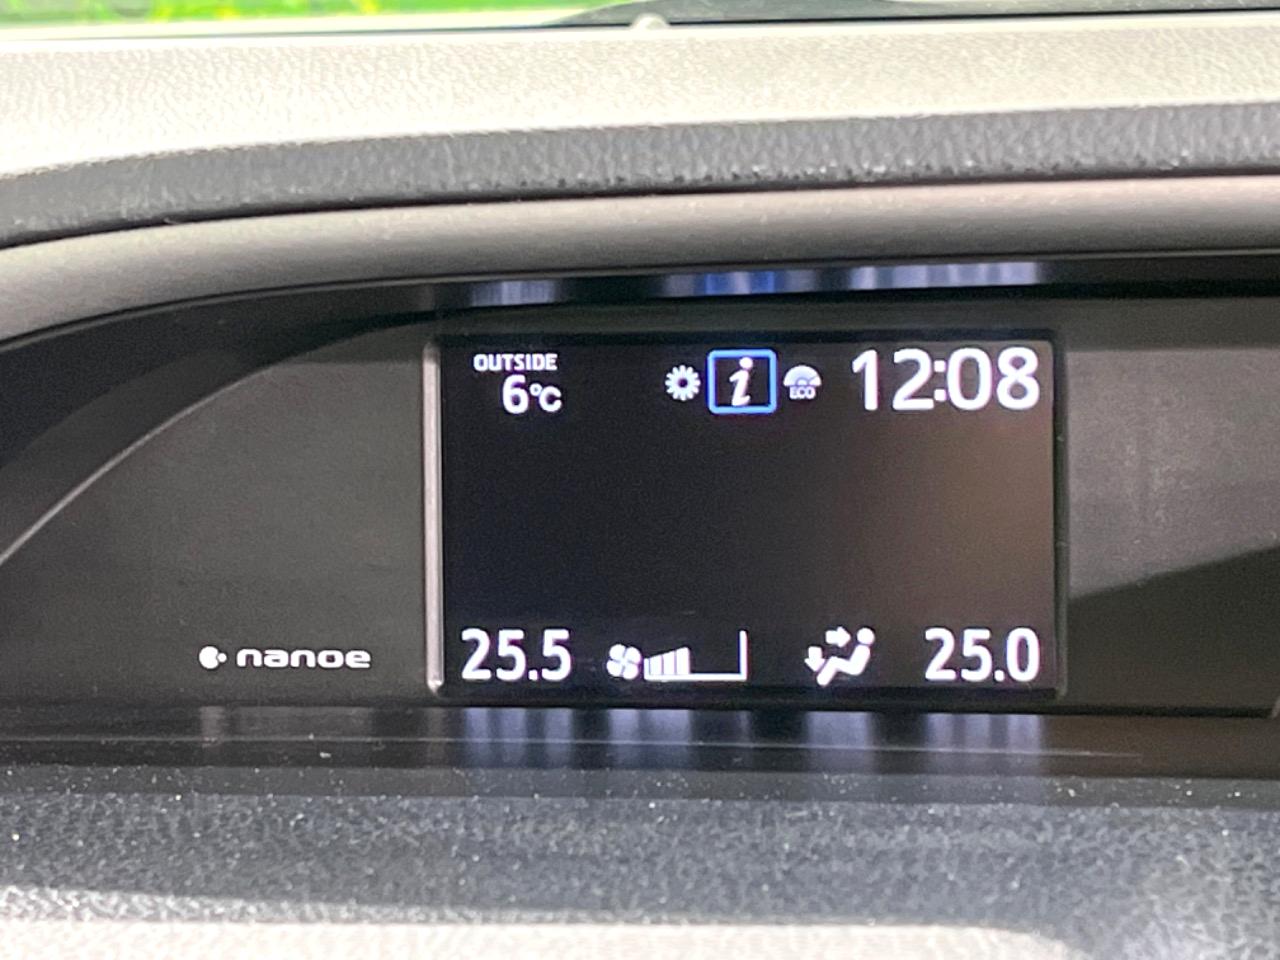 OUTSIDE
6°C
i
ECO
12:08
nanoe
25.5
25.0